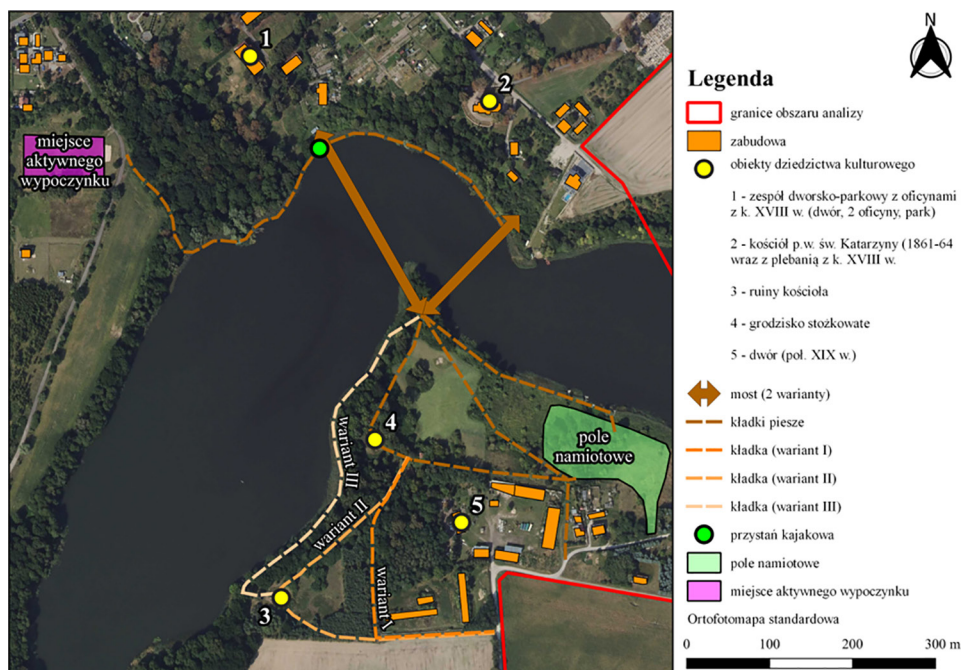 1
2
miejsce
aktywnego
wypoczynku
4
pole
namiotowe
wariant III
wariant II
5
wariant I
3
N
Legenda
granice obszaru analizy
zabudowa
obiekty dziedzictwa kulturowego
1 - zespół dworsko-parkowy z oficynami
z k. XVIII w. (dwór, 2 oficyny, park)
2 - kościół p.w. św. Katarzyny (1861-64
wraz z plebanią z k. XVIII w.
3 - ruiny kościoła
4 - grodzisko stożkowate
5 - dwór (poł. XIX w.)
most (2 warianty)
kładki piesze
kładka (wariant I)
kładka (wariant II)
kładka (wariant III)
przystań kajakowa
pole namiotowe
miejsce aktywnego wypoczynku
Ortofotomapa standardowa
0 100 200 300 m